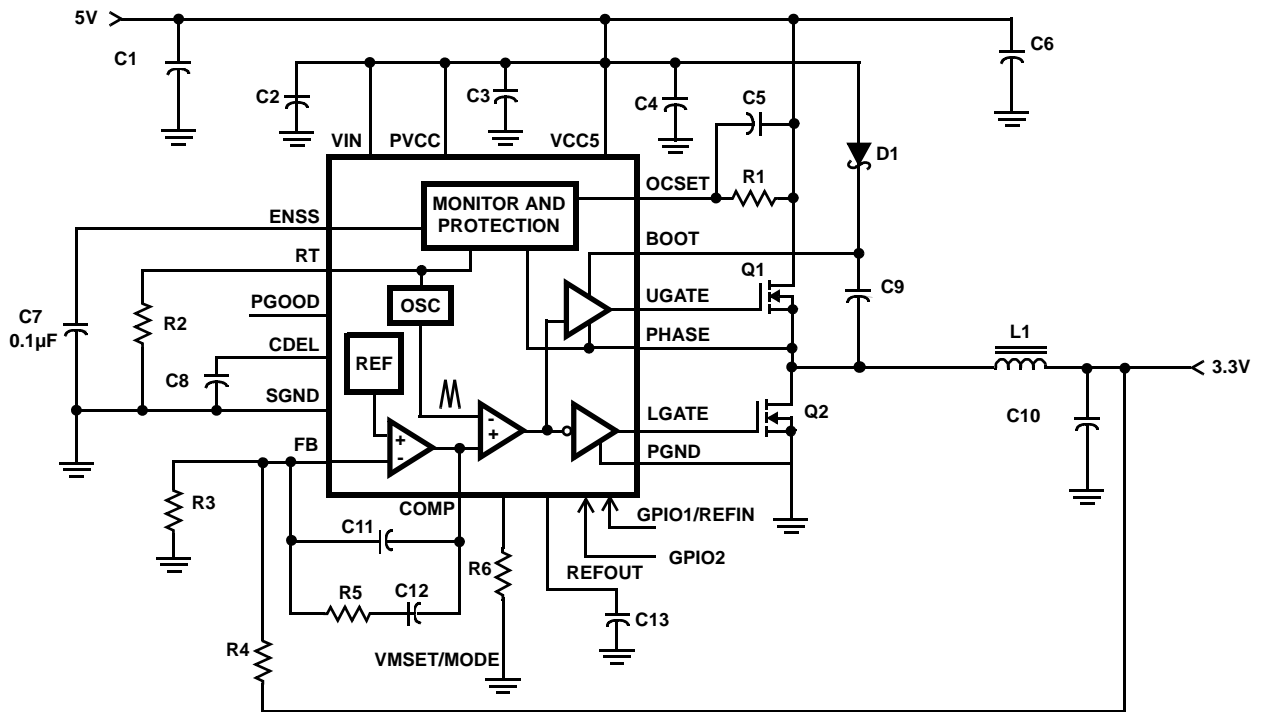 5V
C1
C6
C2
C3
C4
C5
VIN
PVCC
VCC5
D1
OCSET
R1
MONITOR AND
PROTECTION
ENSS
BOOT
RT
Q1
C9
UGATE
PGOOD
OSC
C7
0.1µF
R2
PHASE
L1
CDEL
REF
3.3V
C8
SGND
LGATE
Q2
C10
- +
FB
+ -
PGND
R3
COMP
GPIO1/REFIN
C11
GPIO2
R6
REFOUT
R5
C12
C13
R4
VMSET/MODE